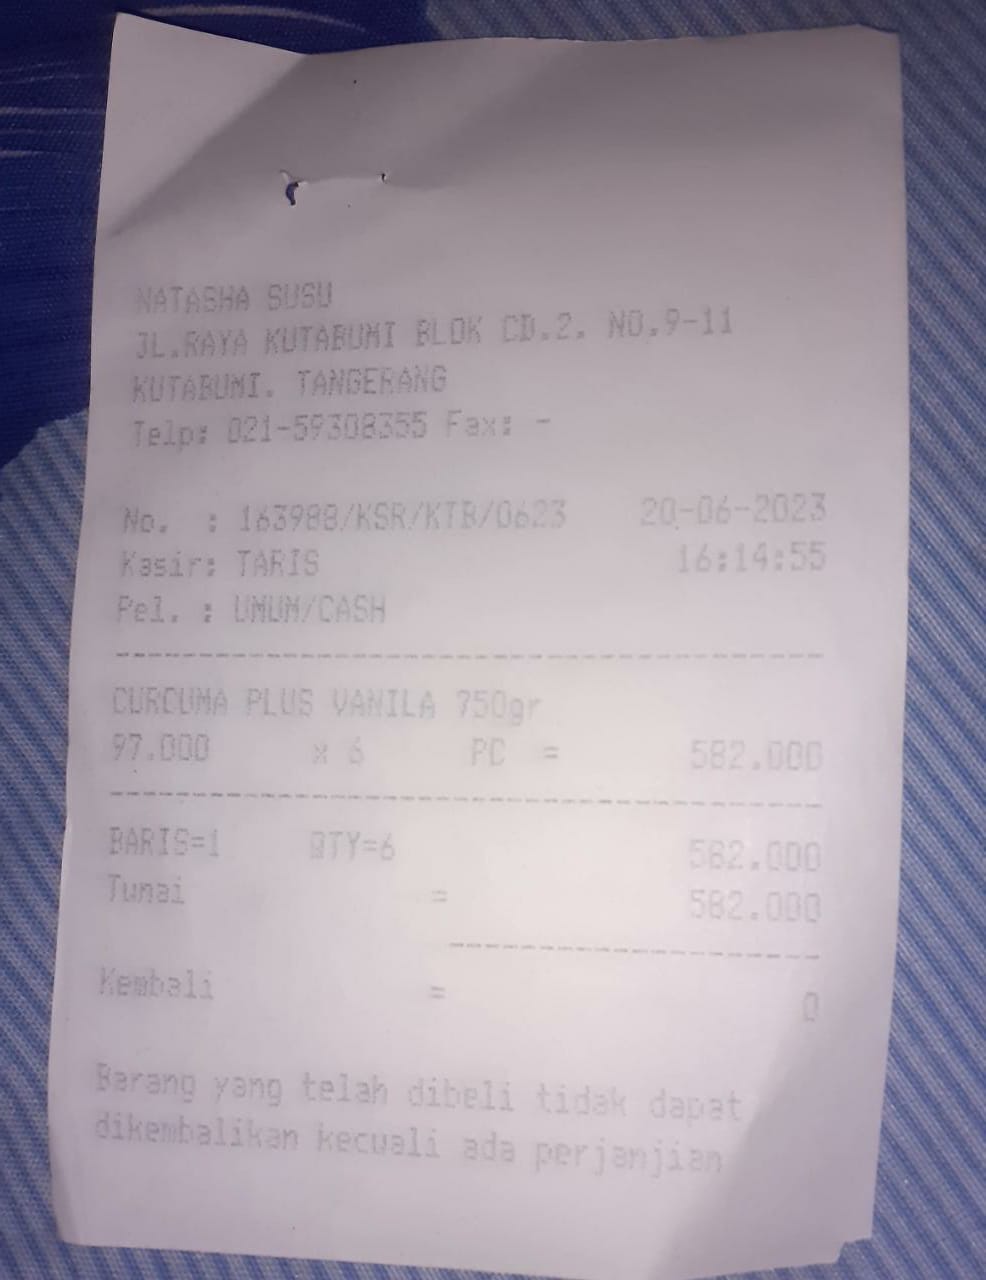 NATASHA SUSU
JL.RAYA KUTABUMI BLOK CD.2. NO.9-11
KUTABUMI. TANGERANG
Telp: 021-59308355 Fax: -
No. : 163988/KSR/KTB/0623 20-06-2023
Kasir: TARIS 16:14:55
Pel. : UMUM/CASH
CURCUMA PLUS VANILA 750gr
97.000 x 6 PC = 582.000
BARIS=1 QTY=6 582.000
Tunai = 582.000
Kembali = 0
Barang yang telah dibeli tidak dapat
dikembalikan kecuali ada perjanjian